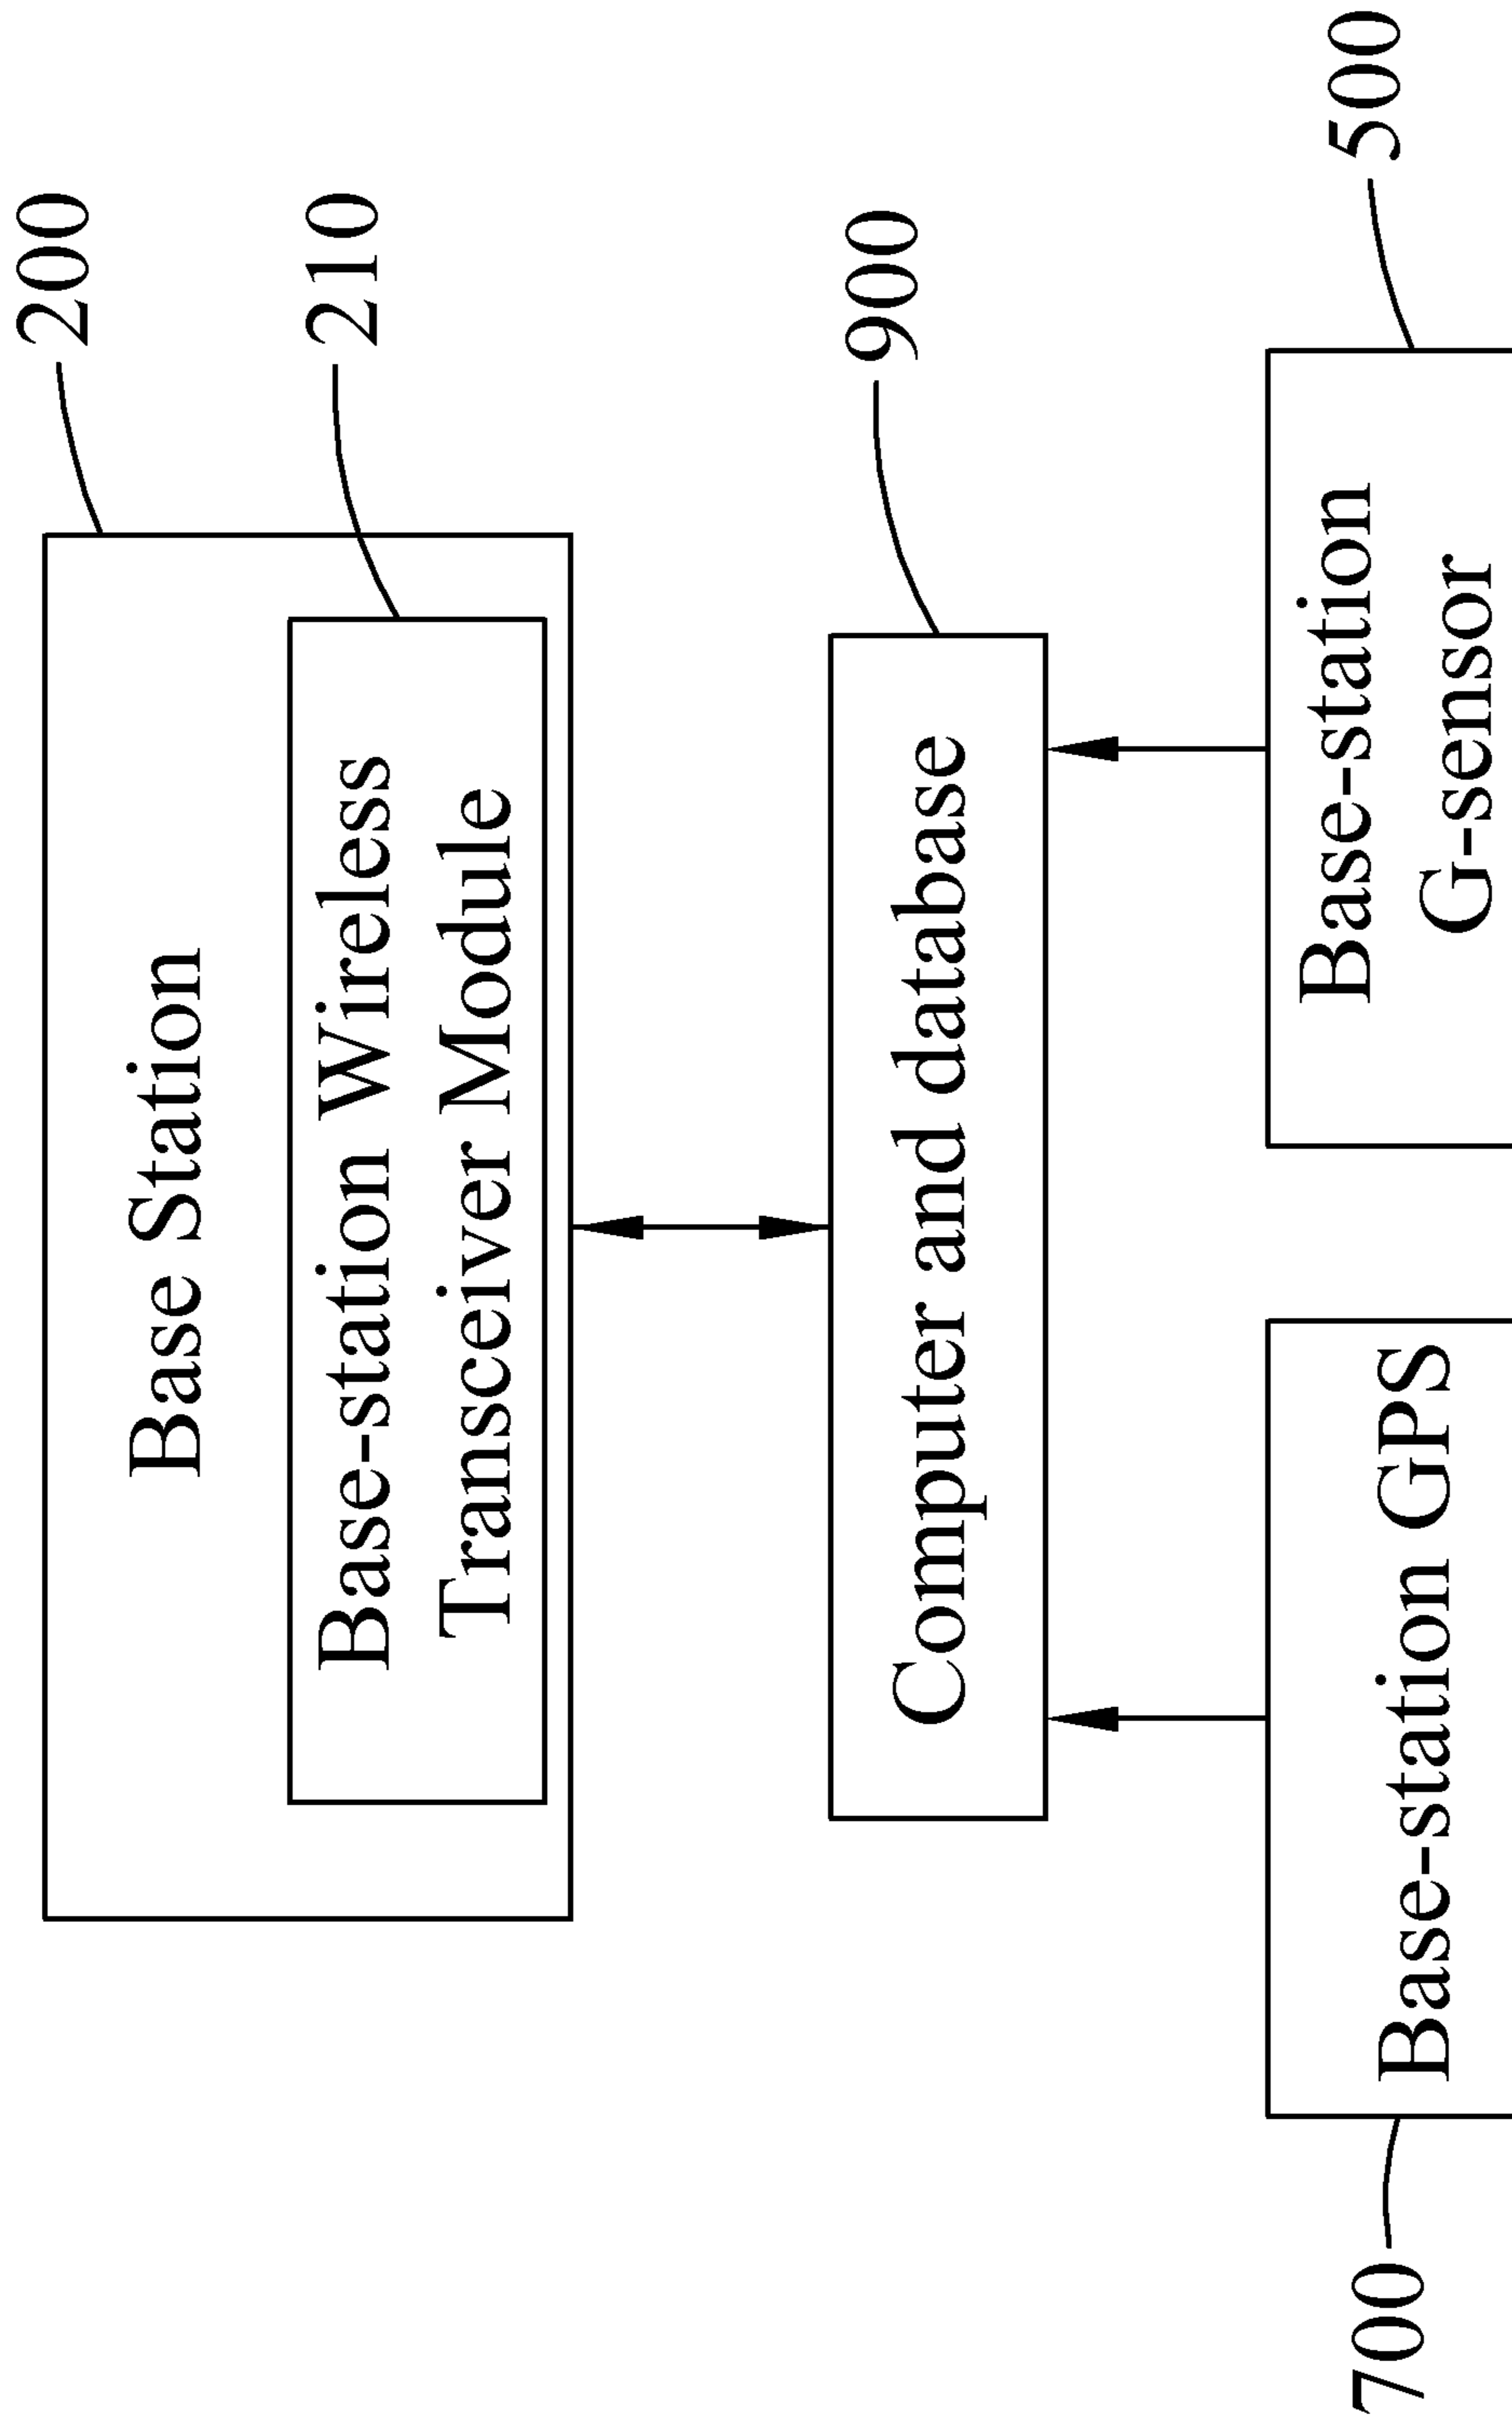 200
Base Station
210
Base-station Wireless
Transceiver Module
900
Computer and database
700
Base-station GPS
500
Base-station
G-sensor